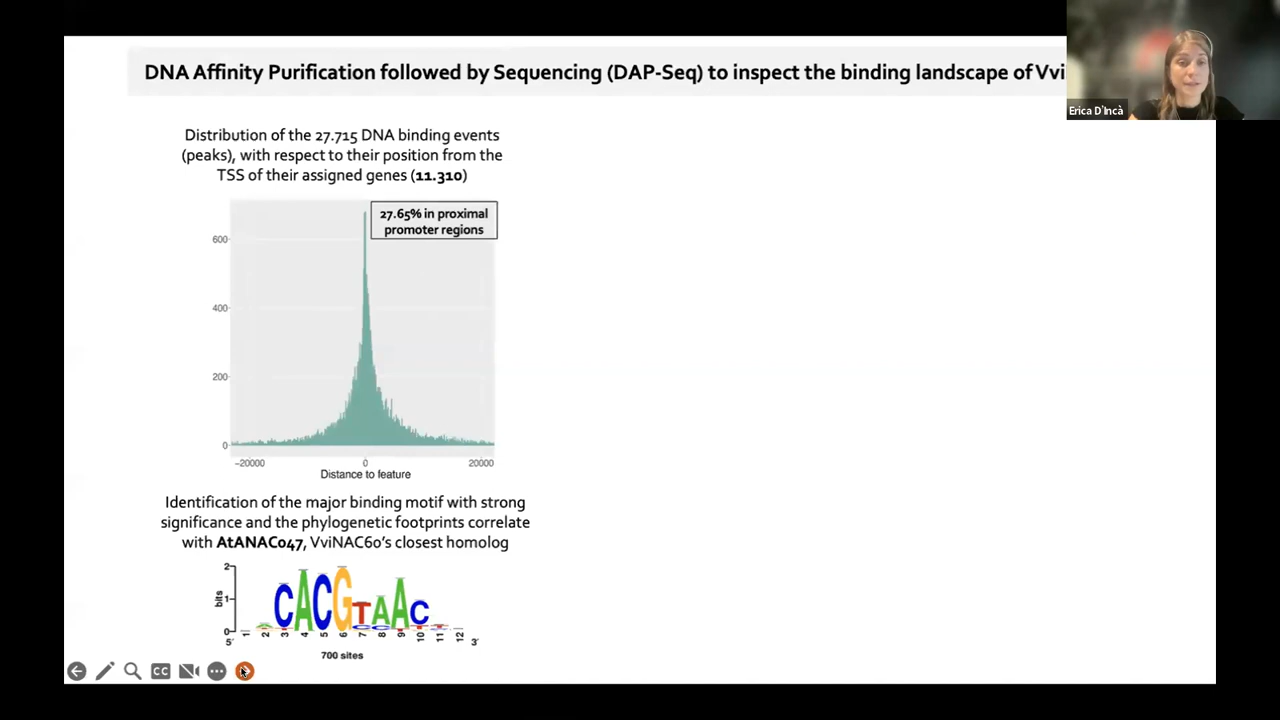 DNA Affinity Purification followed by Sequencing (DAP-Seq) to inspect the binding landscape of Vvi
Erica D'Incà
Distribution of the 27.715 DNA binding events
(peaks), with respect to their position from the
TSS of their assigned genes (11.310)
27.65% in proximal
promoter regions
600
400
200
0
-20000 0 20000
Distance to feature
Identification of the major binding motif with strong
significance and the phylogenetic footprints correlate
with AtANAC047, VviNAC60's closest homolog
2
bits
1
0
CACGTAAC
5' 1 2 3 4 5 6 7 8 9 10 11 12 3'
700 sites
CC